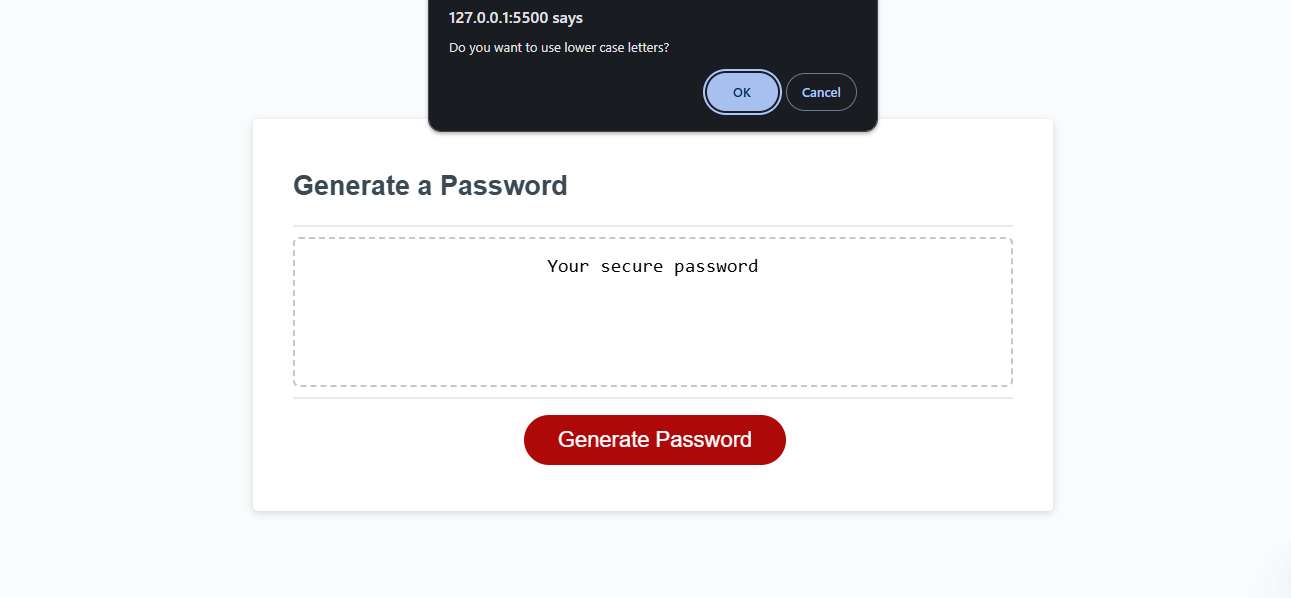 127.0.0.1:5500 says
Do you want to use lower case letters?
OK Cancel
Generate a Password
Your secure password
Generate Password